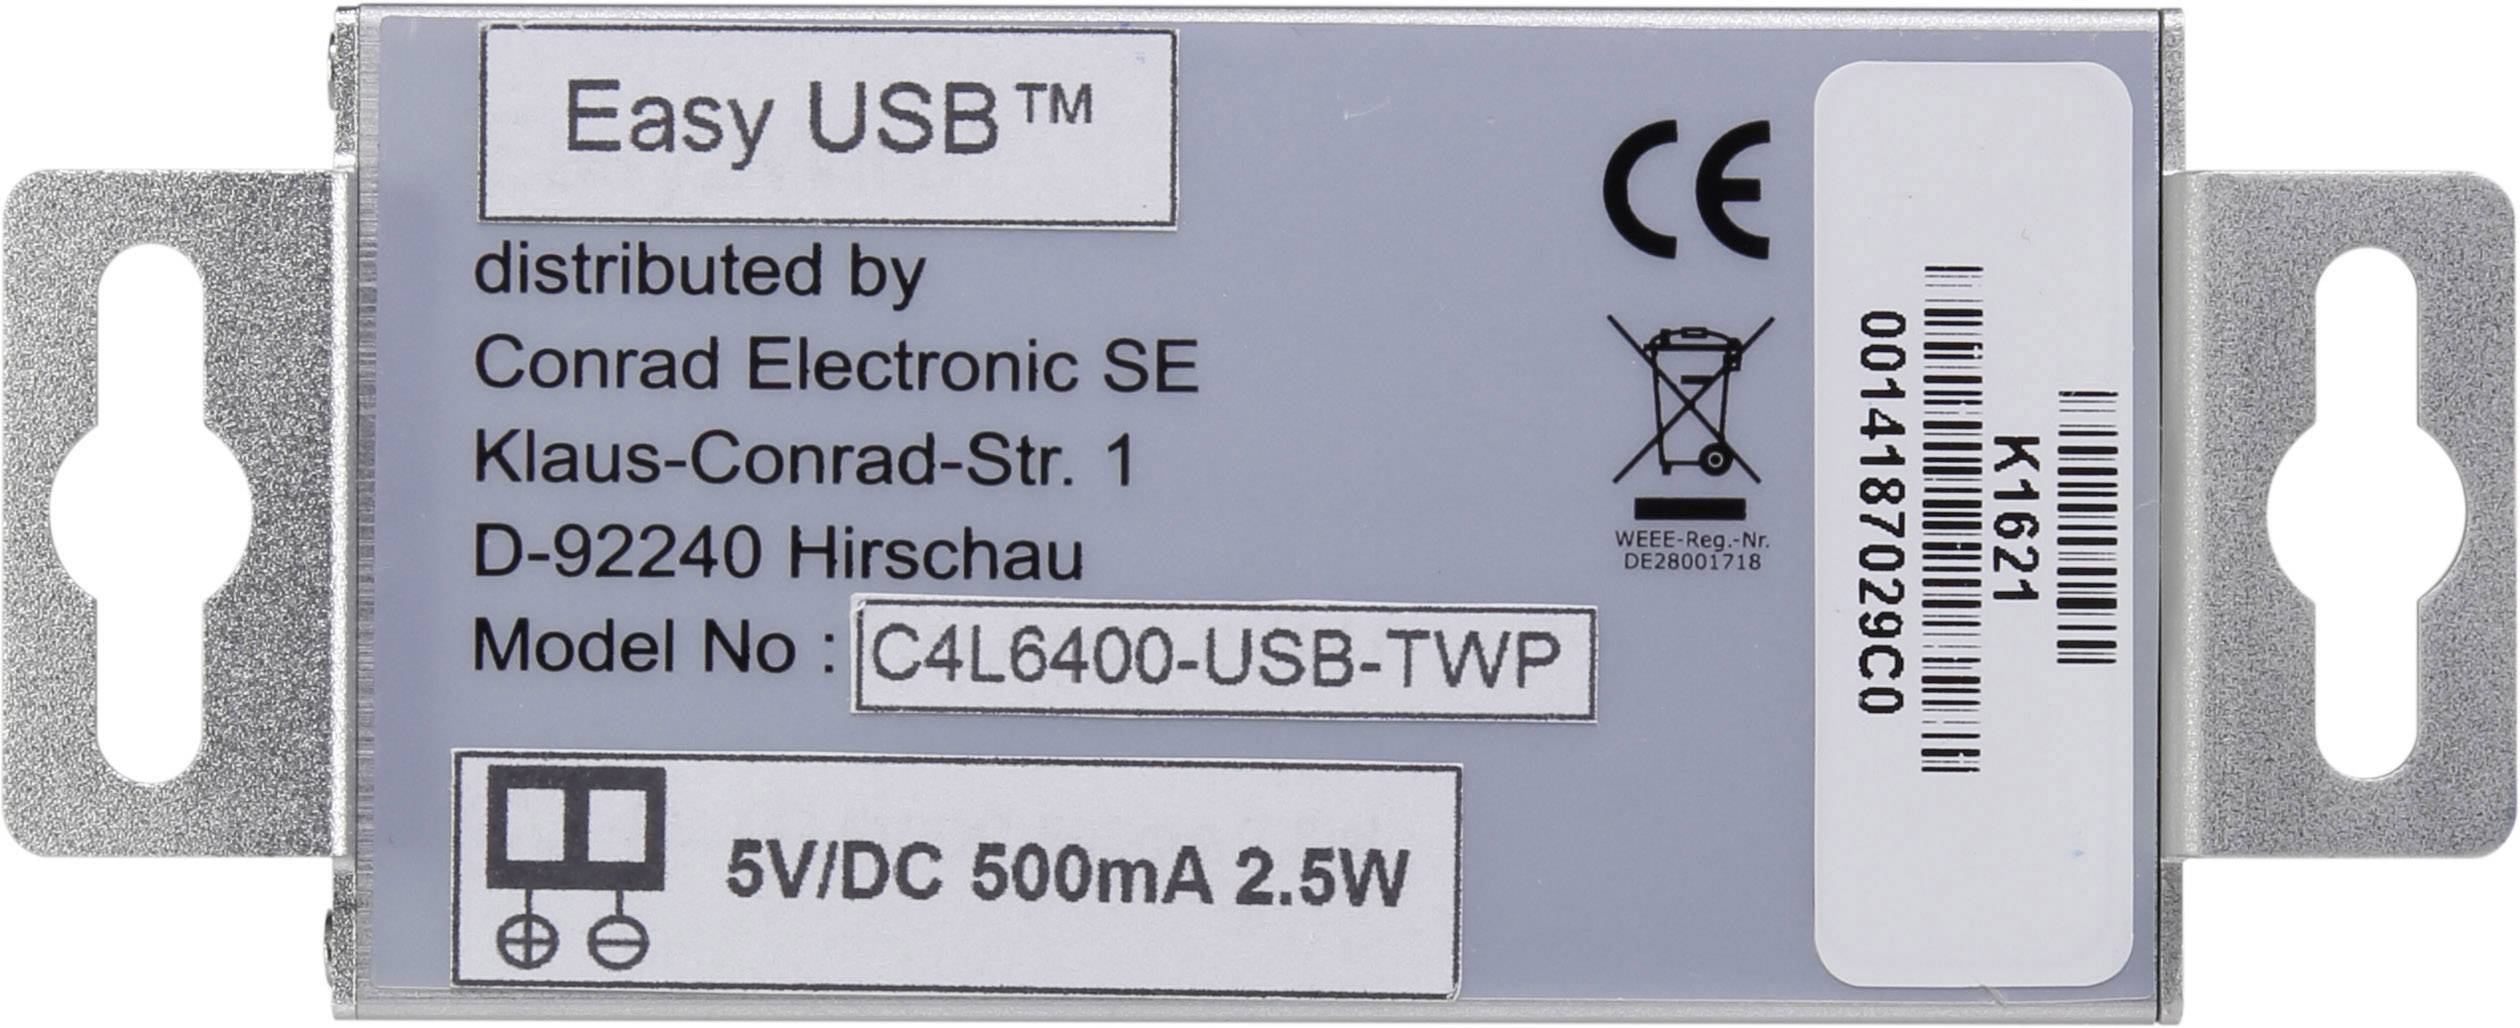 Easy USB™
distributed by
Conrad Electronic SE
Klaus-Conrad-Str. 1
D-92240 Hirschau
Model No : C4L6400-USB-TWP
5V/DC 500mA 2.5W
CE
WEEE-Reg.-Nr.
DE28001718
K1621
0014187029C0